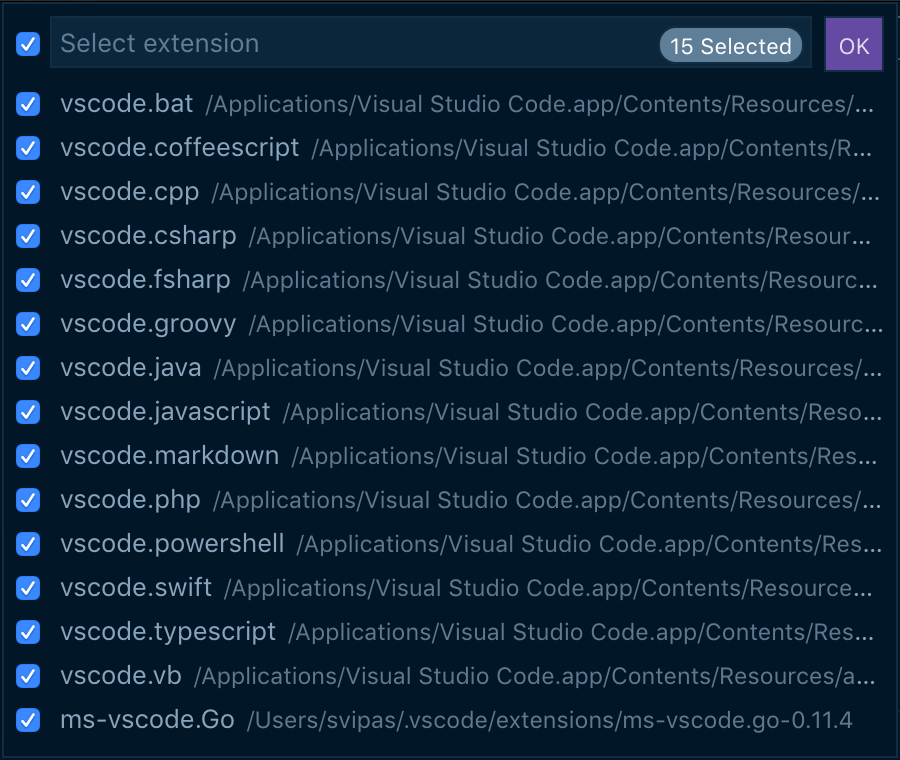 Select extension 15 Selected OK
vscode.bat /Applications/Visual Studio Code.app/Contents/Resources/...
vscode.coffeescript /Applications/Visual Studio Code.app/Contents/R...
vscode.cpp /Applications/Visual Studio Code.app/Contents/Resources/...
vscode.csharp /Applications/Visual Studio Code.app/Contents/Resour...
vscode.fsharp /Applications/Visual Studio Code.app/Contents/Resourc...
vscode.groovy /Applications/Visual Studio Code.app/Contents/Resourc...
vscode.java /Applications/Visual Studio Code.app/Contents/Resources/...
vscode.javascript /Applications/Visual Studio Code.app/Contents/Reso...
vscode.markdown /Applications/Visual Studio Code.app/Contents/Res...
vscode.php /Applications/Visual Studio Code.app/Contents/Resources/...
vscode.powershell /Applications/Visual Studio Code.app/Contents/Res...
vscode.swift /Applications/Visual Studio Code.app/Contents/Resource...
vscode.typescript /Applications/Visual Studio Code.app/Contents/Res...
vscode.vb /Applications/Visual Studio Code.app/Contents/Resources/a...
ms-vscode.Go /Users/svipas/.vscode/extensions/ms-vscode.go-0.11.4